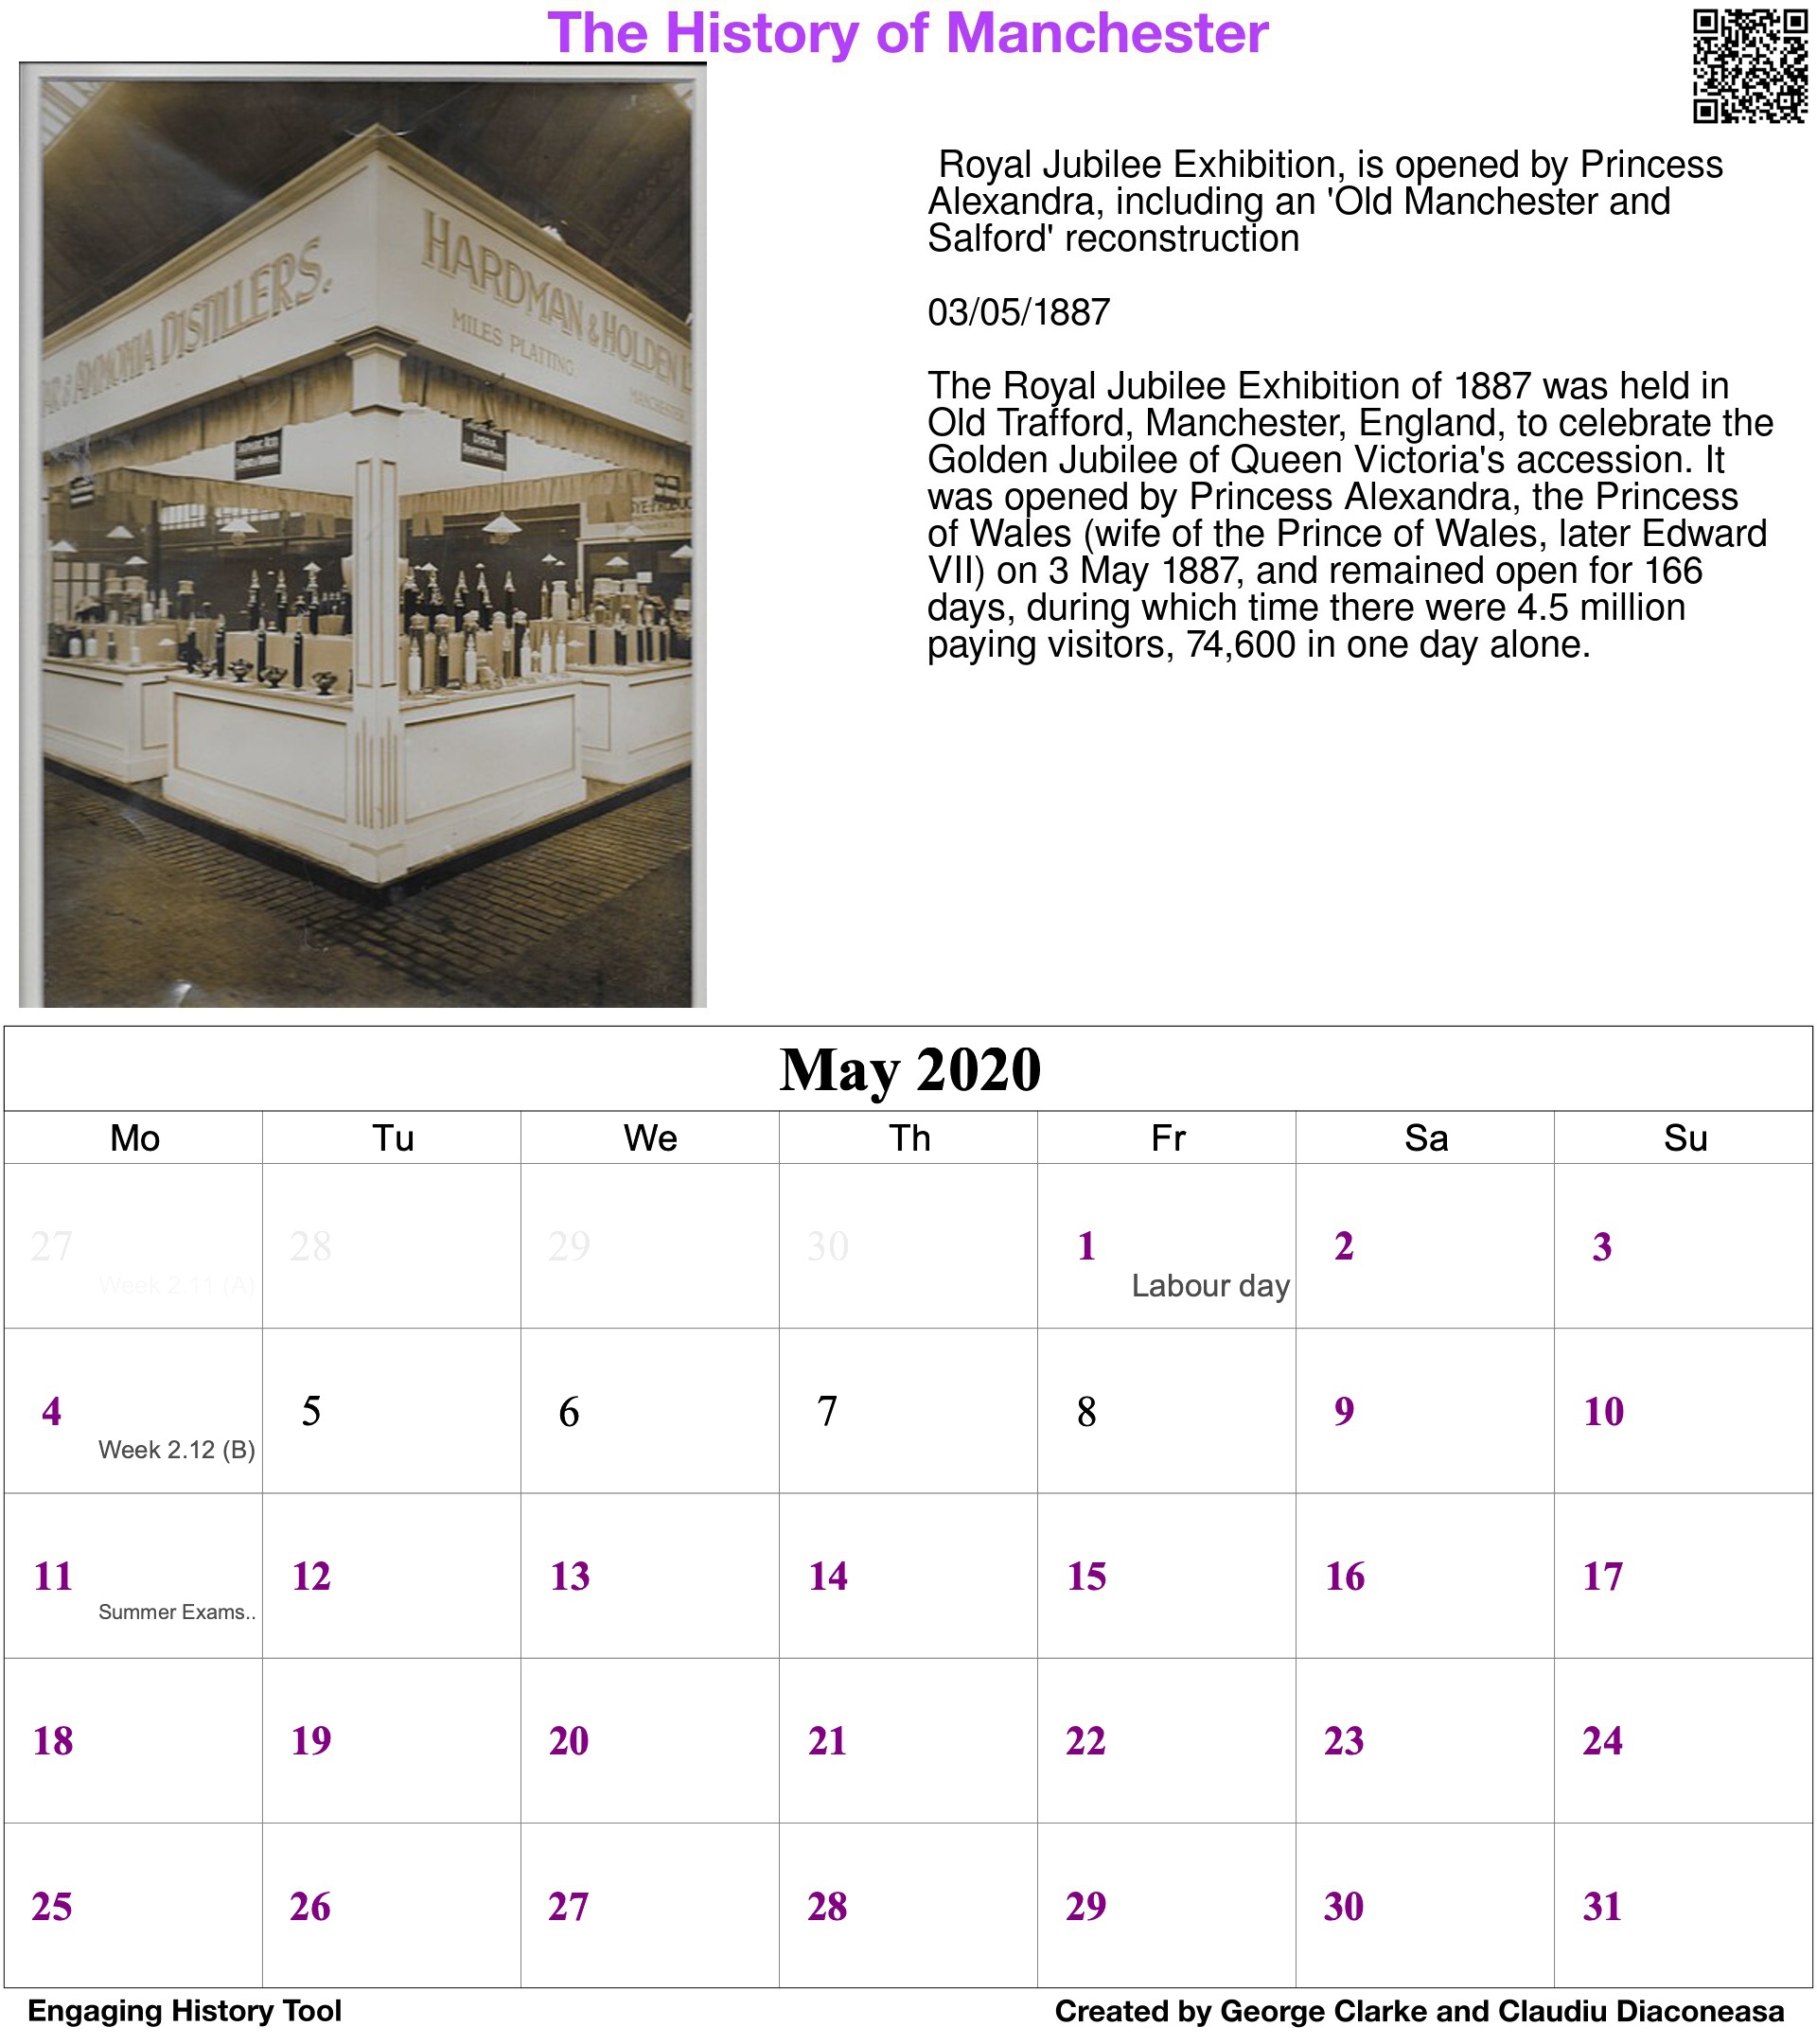 The History of Manchester
AMMONIA DISTILLERS.
HARDMAN & HOLDEN
MILES PLATTING
MANCHESTER
Royal Jubilee Exhibition, is opened by Princess
Alexandra, including an 'Old Manchester and
Salford' reconstruction
03/05/1887
The Royal Jubilee Exhibition of 1887 was held in
Old Trafford, Manchester, England, to celebrate the
Golden Jubilee of Queen Victoria's accession. It
was opened by Princess Alexandra, the Princess
of Wales (wife of the Prince of Wales, later Edward
VII) on 3 May 1887, and remained open for 166
days, during which time there were 4.5 million
paying visitors, 74,600 in one day alone.
May 2020
Mo Tu We Th Fr Sa Su
27 28 29 30 1 2 3
Week 2.11 (A) Labour day
4 5 6 7 8 9 10
Week 2.12 (B)
11 12 13 14 15 16 17
Summer Exams..
18 19 20 21 22 23 24
25 26 27 28 29 30 31
Engaging History Tool Created by George Clarke and Claudiu Diaconeasa